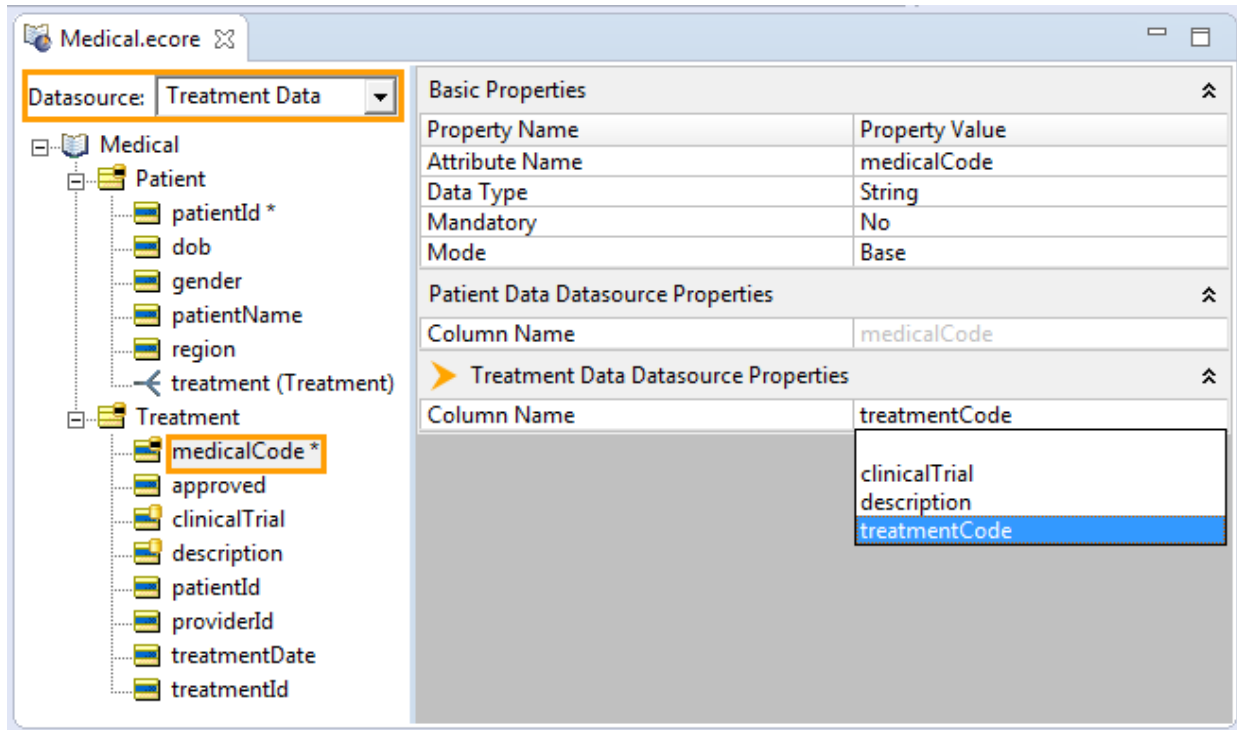 Medical.ecore
Datasource: Treatment Data
Medical
Patient
patientId *
dob
gender
patientName
region
treatment (Treatment)
Treatment
medicalCode *
approved
clinicalTrial
description
patientId
providerId
treatmentDate
treatmentId
Basic Properties
Property Name Property Value
Attribute Name medicalCode
Data Type String
Mandatory No
Mode Base
Patient Data Datasource Properties
Column Name medicalCode
Treatment Data Datasource Properties
Column Name treatmentCode
clinicalTrial
description
treatmentCode